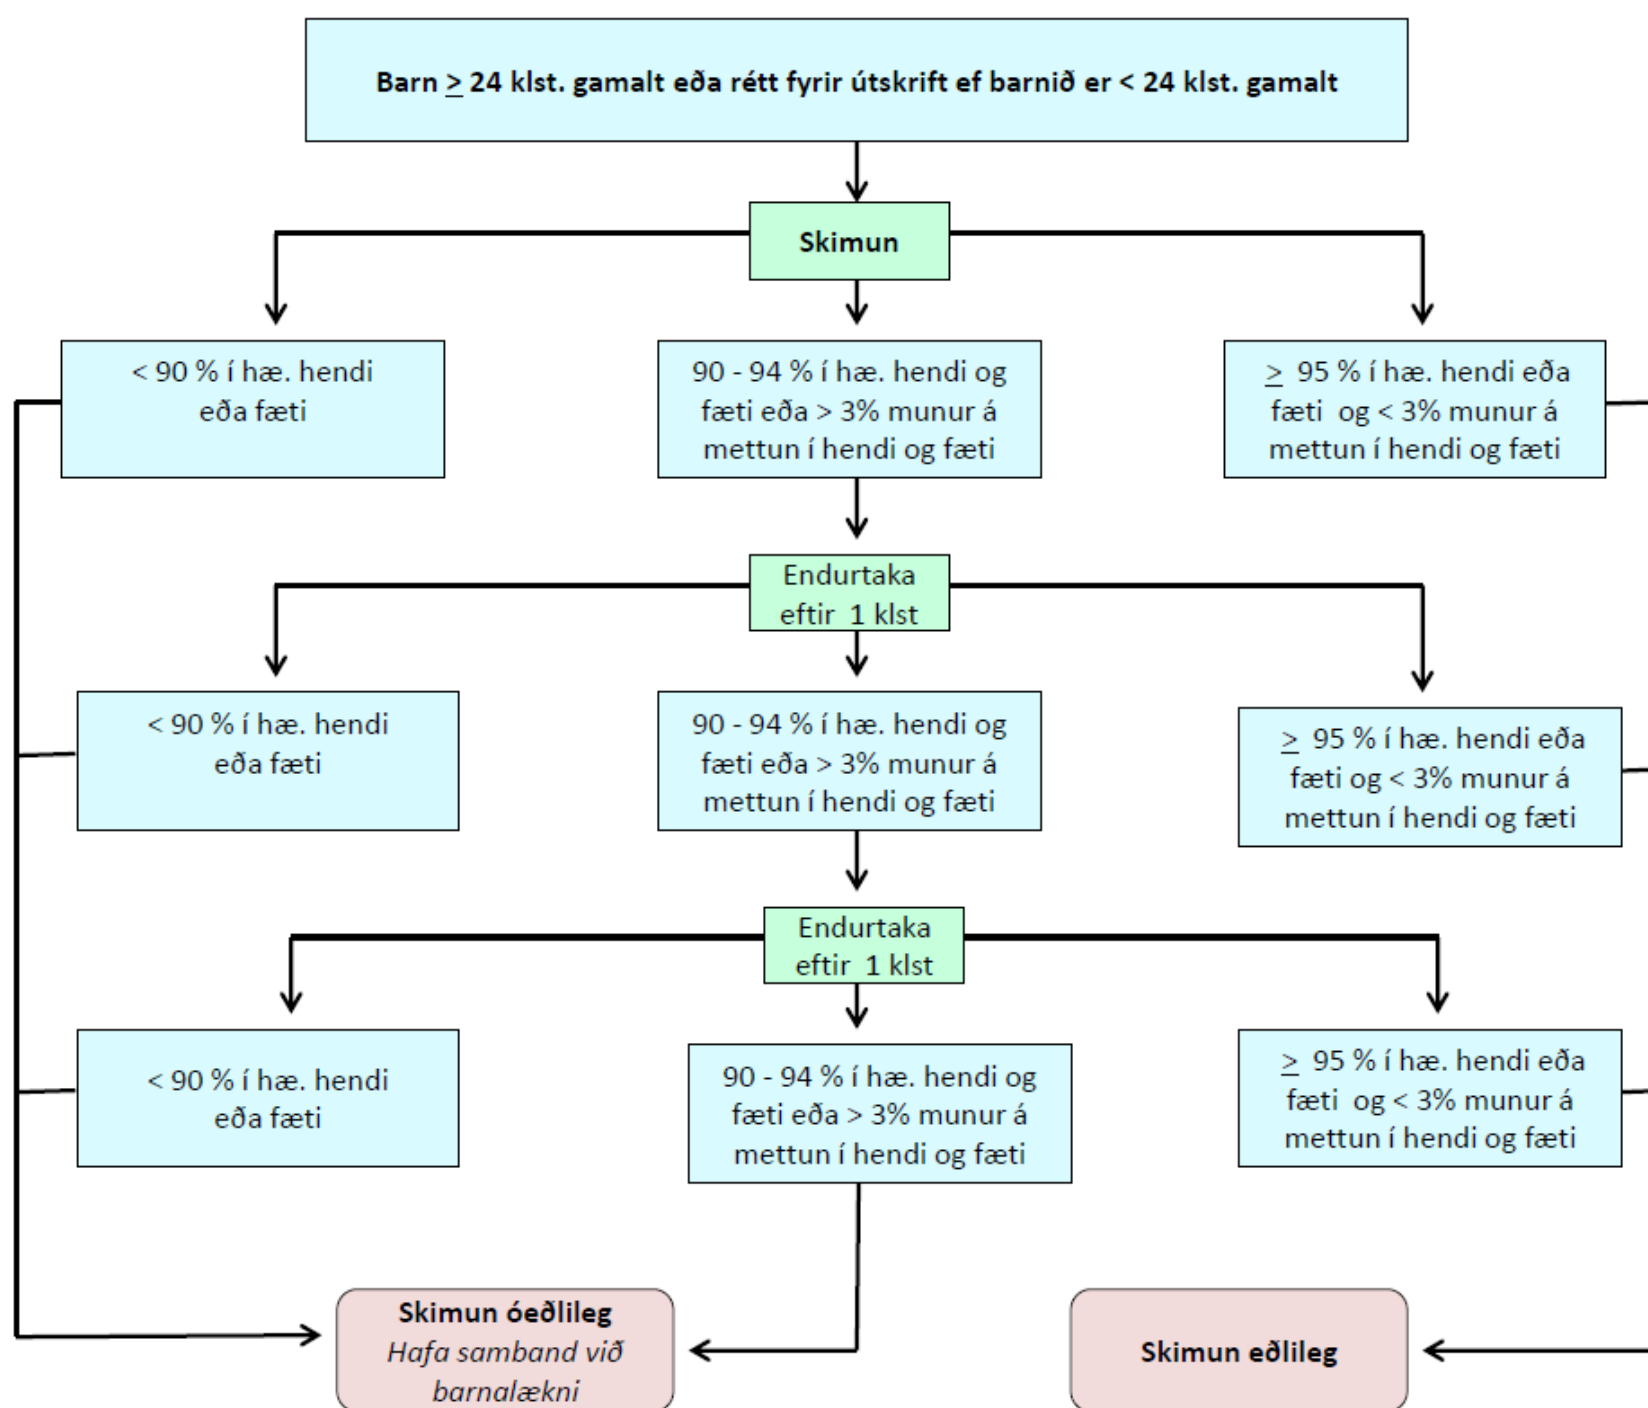 Barn ≥ 24 klst. gamalt eða rétt fyrir útskrift ef barnið er < 24 klst. gamalt
Skimun
< 90 % í hæ. hendi
eða fæti
90 - 94 % í hæ. hendi og
fæti eða > 3% munur á
mettun í hendi og fæti
≥ 95 % í hæ. hendi eða
fæti og < 3% munur á
mettun í hendi og fæti
Endurtaka
eftir 1 klst
< 90 % í hæ. hendi
eða fæti
90 - 94 % í hæ. hendi og
fæti eða > 3% munur á
mettun í hendi og fæti
≥ 95 % í hæ. hendi eða
fæti og < 3% munur á
mettun í hendi og fæti
Endurtaka
eftir 1 klst
< 90 % í hæ. hendi
eða fæti
90 - 94 % í hæ. hendi og
fæti eða > 3% munur á
mettun í hendi og fæti
≥ 95 % í hæ. hendi eða
fæti og < 3% munur á
mettun í hendi og fæti
Skimun óeðlileg
Hafa samband við
barnalækni
Skimun eðlileg